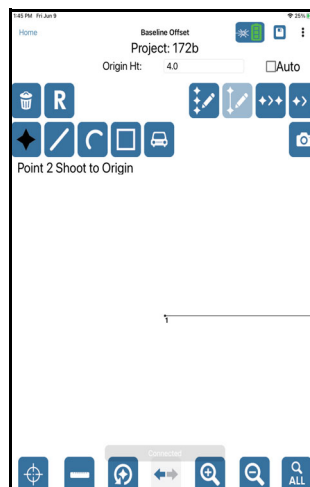 1:45 PM Fri Jun 9
25%
Home
Baseline Offset
Project: 172b
Origin Ht: 4.0
Auto
R
Point 2 Shoot to Origin
1
Connected
ALL